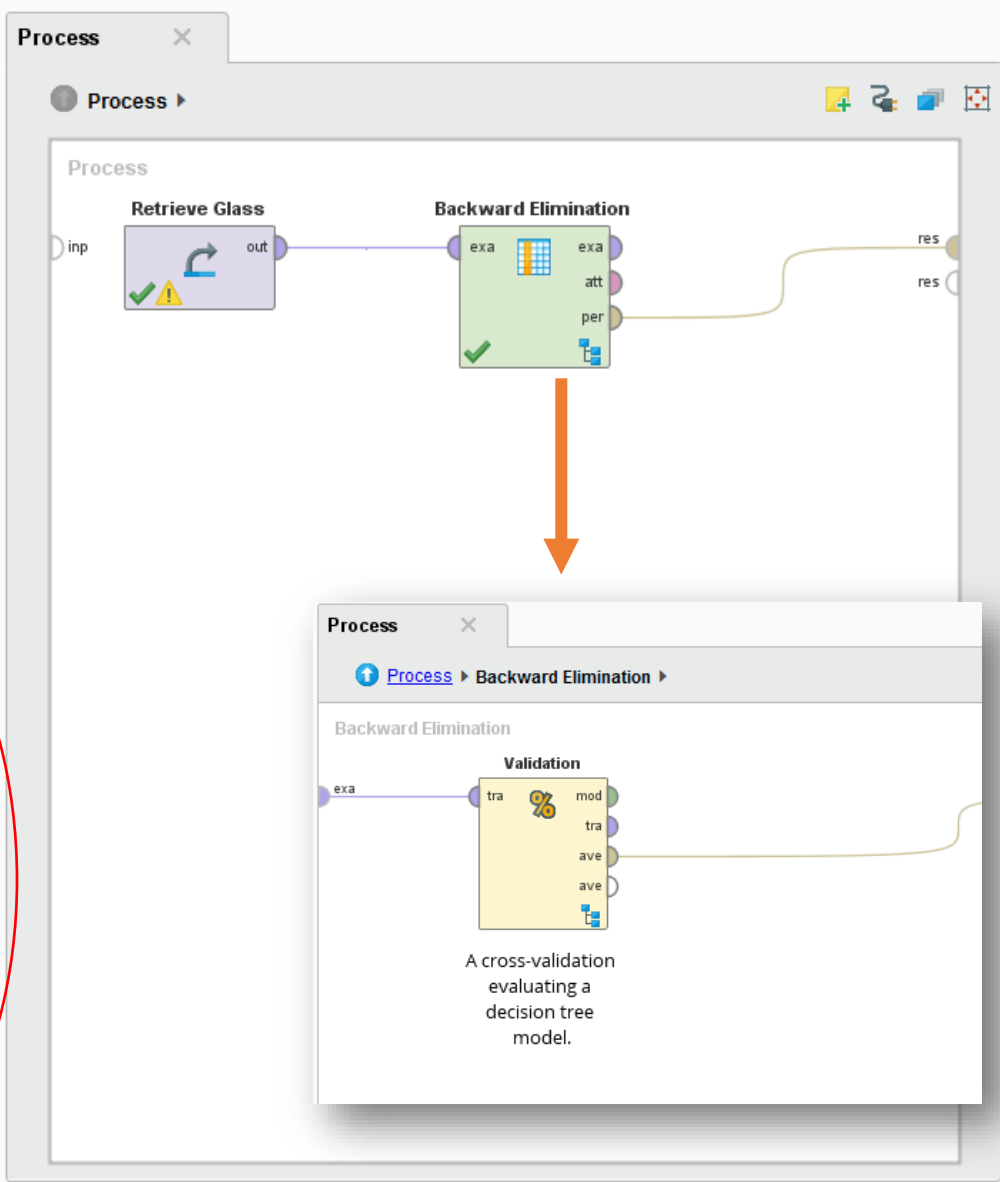 Process
Process
Process
Retrieve Glass
Backward Elimination
inp
out
exa
exa
att
per
res
res
Process
Process Backward Elimination
Backward Elimination
Validation
exa
tra
mod
tra
ave
ave
A cross-validation
evaluating a
decision tree
model.